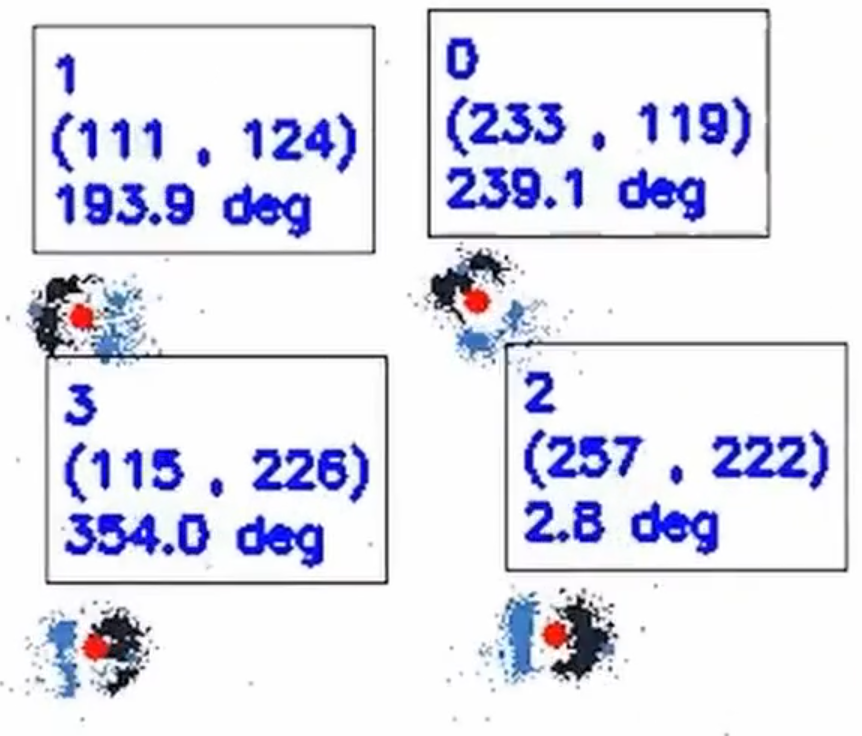 1
(111 , 124)
193.9 deg
0
(233 , 119)
239.1 deg
3
(115 , 226)
354.0 deg
2
(257 , 222)
2.8 deg